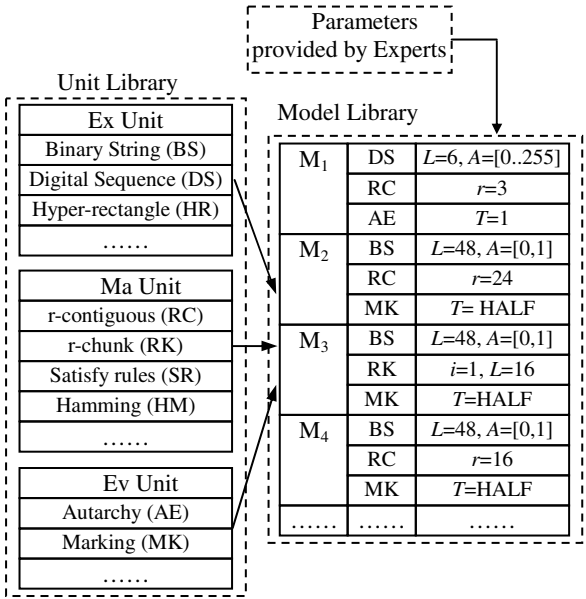 Parameters
provided by Experts
Unit Library
Ex Unit
Binary String (BS)
Digital Sequence (DS)
Hyper-rectangle (HR)
……
Ma Unit
r-contiguous (RC)
r-chunk (RK)
Satisfy rules (SR)
Hamming (HM)
……
Ev Unit
Autarchy (AE)
Marking (MK)
……
Model Library
M₁ DS L=6, A=[0..255]
RC r=3
AE T=1
M₂ BS L=48, A=[0,1]
RC r=24
MK T= HALF
M₃ BS L=48, A=[0,1]
RK i=1, L=16
MK T=HALF
M₄ BS L=48, A=[0,1]
RC r=16
MK T=HALF
…… …… ……